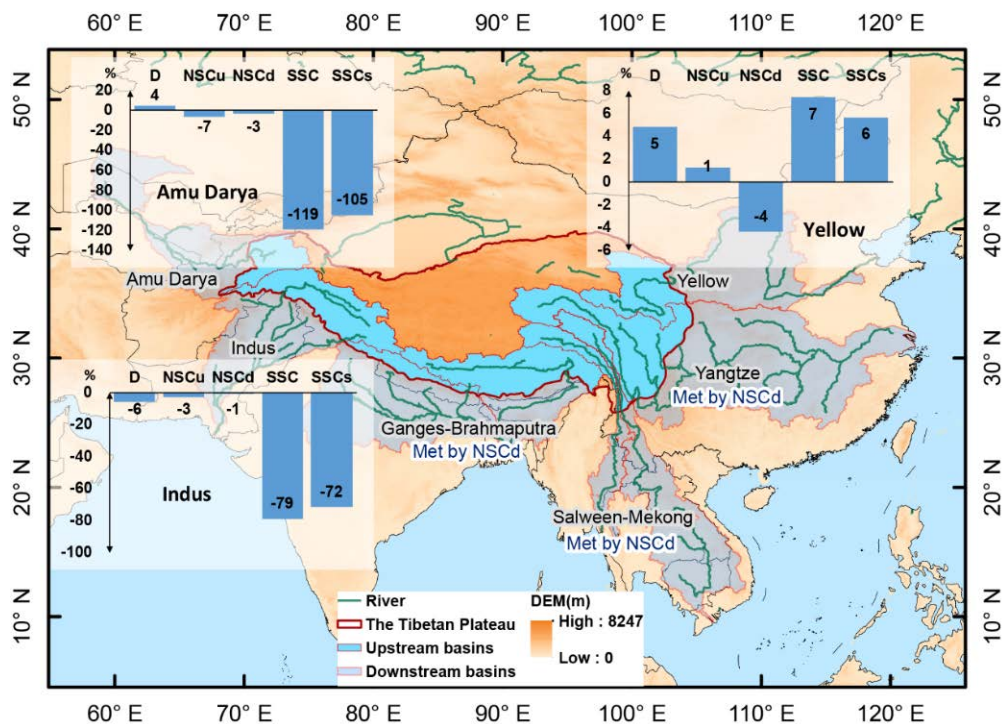 60° E 70° E 80° E 90° E 100° E 110° E 120° E
50° N
40° N
30° N
20° N
10° N
% D NSCu NSCd SSC SSCs
20
0
-20
-40
-60
-80
-100
-120
-140
4
-7
-3
-119
-105
Amu Darya
% D NSCu NSCd SSC SSCs
8
6
4
2
0
-2
-4
-6
5
1
-4
7
6
Yellow
50° N
40° N
30° N
20° N
10° N
Amu Darya
Yellow
Indus
Yangtze
Met by NSCd
Ganges-Brahmaputra
Met by NSCd
Salween-Mekong
Met by NSCd
% D NSCu NSCd SSC SSCs
0
-20
-40
-60
-80
-100
-6
-3
-1
-79
-72
Indus
River
The Tibetan Plateau
Upstream basins
Downstream basins
DEM(m)
High : 8247
Low : 0
60° E 70° E 80° E 90° E 100° E 110° E 120° E